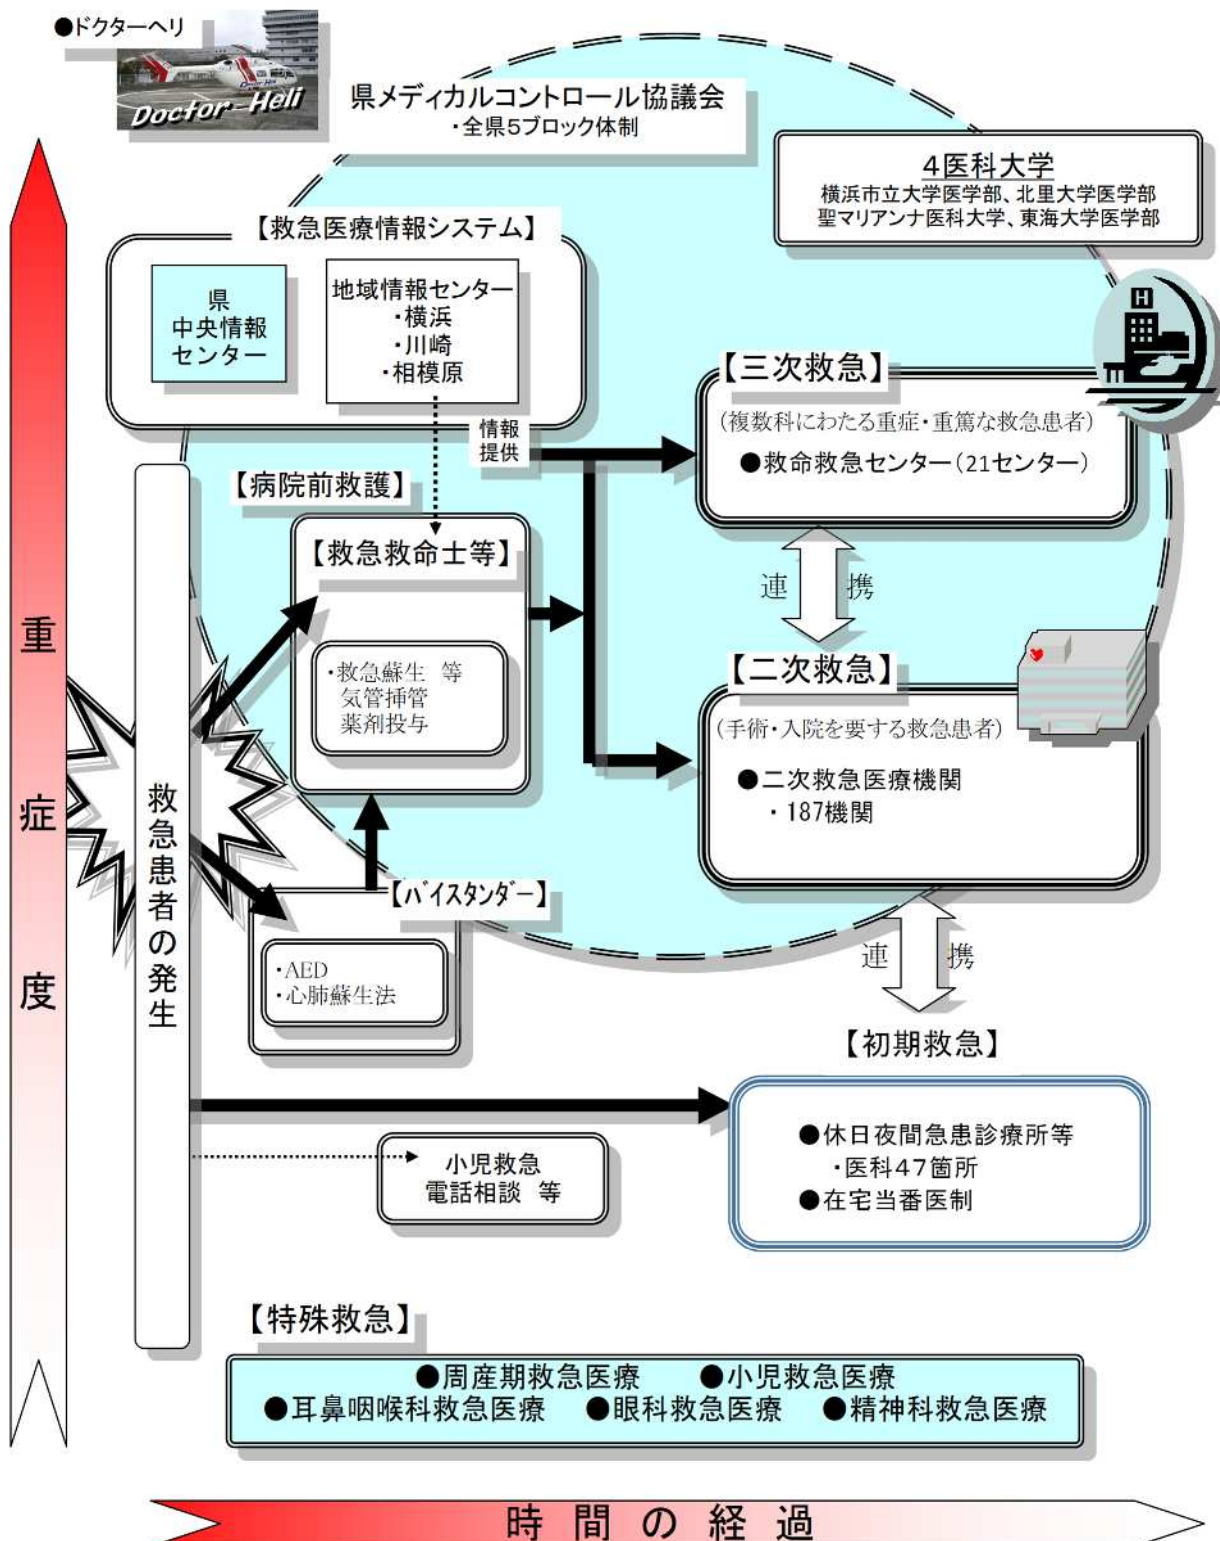 ●ドクターヘリ
Doctor-Heli
県メディカルコントロール協議会
・全県5ブロック体制
4医科大学
横浜市立大学医学部、北里大学医学部
聖マリアンナ医科大学、東海大学医学部
【救急医療情報システム】
県
中央情報
センター
地域情報センター
・横浜
・川崎
・相模原
情報
提供
【三次救急】
(複数科にわたる重症・重篤な救急患者)
●救命救急センター(21センター)
【病院前救護】
【救急救命士等】
・救急蘇生 等
気管挿管
薬剤投与
連 携
【二次救急】
(手術・入院を要する救急患者)
●二次救急医療機関
・187機関
重症度
救急患者の発生
【バイスタンダー】
・AED
・心肺蘇生法
連 携
【初期救急】
●休日夜間急患診療所等
・医科47箇所
●在宅当番医制
小児救急
電話相談 等
【特殊救急】
●周産期救急医療 ●小児救急医療
●耳鼻咽喉科救急医療 ●眼科救急医療 ●精神科救急医療
時間の経過
H